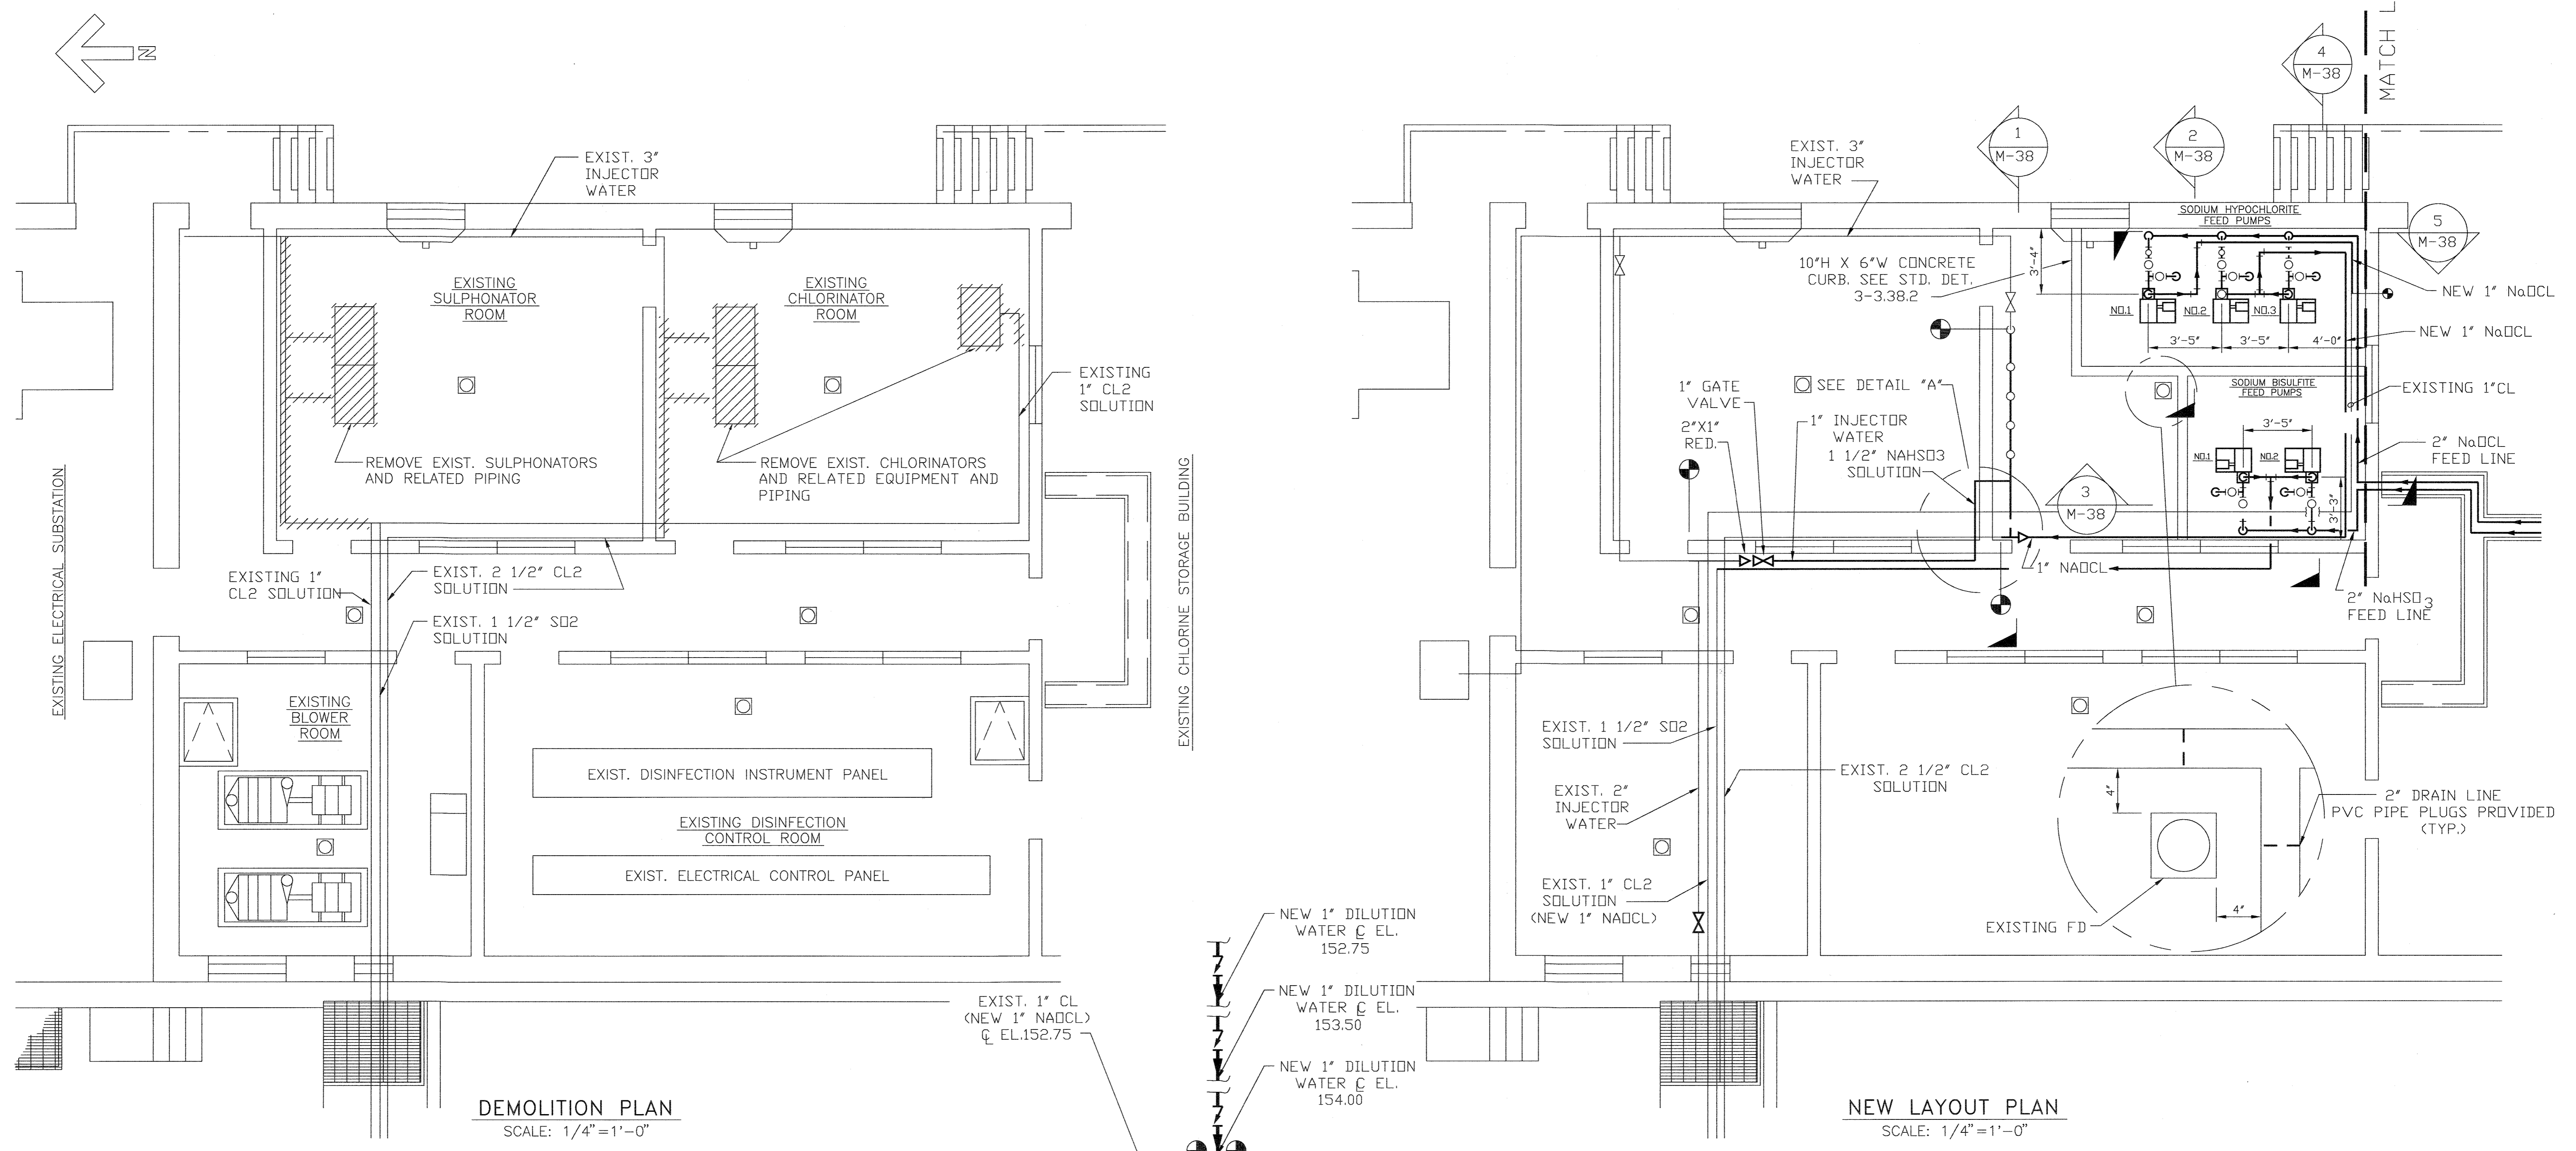 N
EXIST. 3"
INJECTOR
WATER
EXISTING
SULPHONATOR
ROOM
EXISTING
CHLORINATOR
ROOM
EXISTING
1" CL2
SOLUTION
REMOVE EXIST. SULPHONATORS
AND RELATED PIPING
REMOVE EXIST. CHLORINATORS
AND RELATED EQUIPMENT AND
PIPING
EXISTING ELECTRICAL SUBSTATION
EXISTING CHLORINE STORAGE BUILDING
EXISTING 1"
CL2 SOLUTION
EXIST. 2 1/2" CL2
SOLUTION
EXIST. 1 1/2" SO2
SOLUTION
EXISTING
BLOWER
ROOM
EXIST. DISINFECTION INSTRUMENT PANEL
EXISTING DISINFECTION
CONTROL ROOM
EXIST. ELECTRICAL CONTROL PANEL
EXIST. 1" CL
(NEW 1" NAOCL)
℄ EL.152.75
DEMOLITION PLAN
SCALE: 1/4"=1'-0"
NEW 1" DILUTION
WATER ℄ EL.
152.75
NEW 1" DILUTION
WATER ℄ EL.
153.50
NEW 1" DILUTION
WATER ℄ EL.
154.00
MATCH L
4
M-38
1
M-38
2
M-38
5
M-38
EXIST. 3"
INJECTOR
WATER
SODIUM HYPOCHLORITE
FEED PUMPS
10"H X 6"W CONCRETE
CURB. SEE STD. DET.
3-3.38.2
3'-4"
NO.1
NO.2
NO.3
3'-5"
3'-5"
4'-0"
NEW 1" NaOCL
NEW 1" NaOCL
SODIUM BISULFITE
FEED PUMPS
EXISTING 1"CL
1" GATE
VALVE
SEE DETAIL "A"
2"X1"
RED.
1" INJECTOR
WATER
1 1/2" NAHSO3
SOLUTION
3'-5"
NO.1
NO.2
3'-3"
2" NaOCL
FEED LINE
3
M-38
1" NAOCL
2" NaHSO3
FEED LINE
EXIST. 1 1/2" SO2
SOLUTION
EXIST. 2 1/2" CL2
SOLUTION
EXIST. 2"
INJECTOR
WATER
4"
2" DRAIN LINE
PVC PIPE PLUGS PROVIDED
(TYP.)
EXIST. 1" CL2
SOLUTION
(NEW 1" NAOCL)
4"
EXISTING FD
NEW LAYOUT PLAN
SCALE: 1/4"=1'-0"